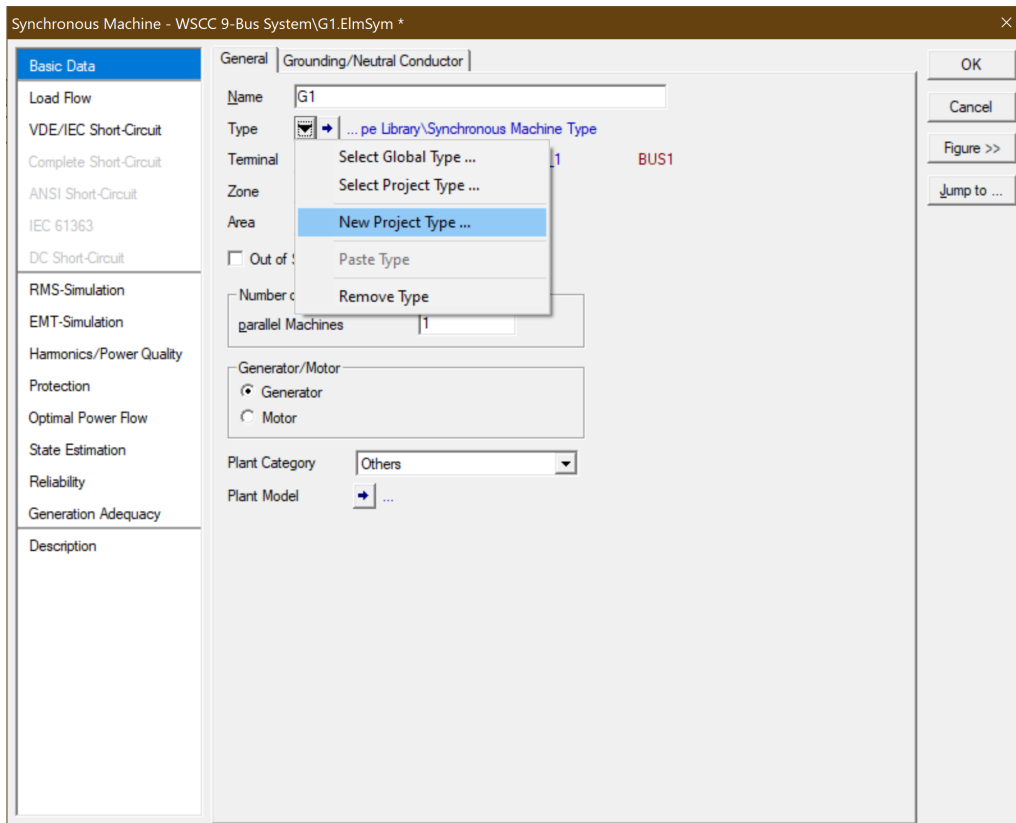 Synchronous Machine - WSCC 9-Bus System\G1.ElmSym *
Basic Data
Load Flow
VDE/IEC Short-Circuit
Complete Short-Circuit
ANSI Short-Circuit
IEC 61363
DC Short-Circuit
RMS-Simulation
EMT-Simulation
Harmonics/Power Quality
Protection
Optimal Power Flow
State Estimation
Reliability
Generation Adequacy
Description
General
Grounding/Neutral Conductor
Name G1
Type ... pe Library\Synchronous Machine Type
Terminal _1 BUS1
Zone
Area
Select Global Type ...
Select Project Type ...
New Project Type ...
Paste Type
Remove Type
Out of
Number
parallel Machines 1
Generator/Motor
Generator
Motor
Plant Category Others
Plant Model ...
OK
Cancel
Figure >>
Jump to ...